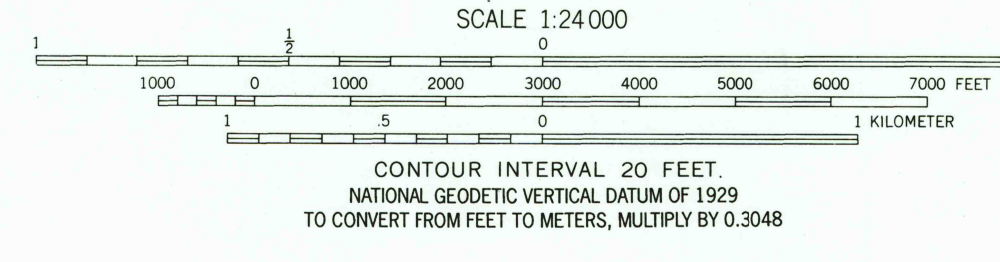 SCALE 1:24 000
1 1/2 0
1000 0 1000 2000 3000 4000 5000 6000 7000 FEET
1 .5 0 1 KILOMETER
CONTOUR INTERVAL 20 FEET.
NATIONAL GEODETIC VERTICAL DATUM OF 1929
TO CONVERT FROM FEET TO METERS, MULTIPLY BY 0.3048